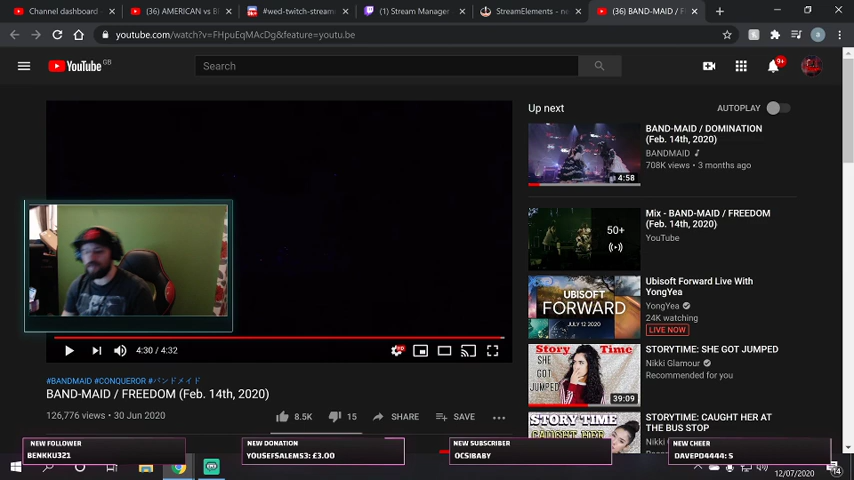 Channel dashboard -
(36) AMERICAN vs B
#wed-twitch-stream
(1) Stream Manager
StreamElements - ne
(36) BAND-MAID / F
youtube.com/watch?v=FHpuEqMAcDg&feature=youtu.be
a
YouTube GB
Search
9+
Up next
AUTOPLAY
BAND-MAID / DOMINATION
(Feb. 14th, 2020)
BANDMAID
708K views • 3 months ago
4:58
Mix - BAND-MAID / FREEDOM
(Feb. 14th, 2020)
YouTube
50+
Ubisoft Forward Live With
YongYea
YongYea
24K watching
LIVE NOW
UBISOFT
FORWARD
JULY 12 2020
STORYTIME: SHE GOT JUMPED
Nikki Glamour
Recommended for you
Story Time
SHE
GOT
JUMPED
39:09
STORYTIME: CAUGHT HER AT
THE BUS STOP
Nikki
STORY TIME
4:30 / 4:32
HD
#BANDMAID #CONQUEROR #バンドメイド
BAND-MAID / FREEDOM (Feb. 14th, 2020)
126,776 views • 30 Jun 2020
8.5K
15
SHARE
SAVE
NEW FOLLOWER
BENKKU321
NEW DONATION
YOUSEFSALEMS3: £3.00
NEW SUBSCRIBER
OCSIBABY
NEW CHEER
DAVEPD4444: 5
12/07/2020
14